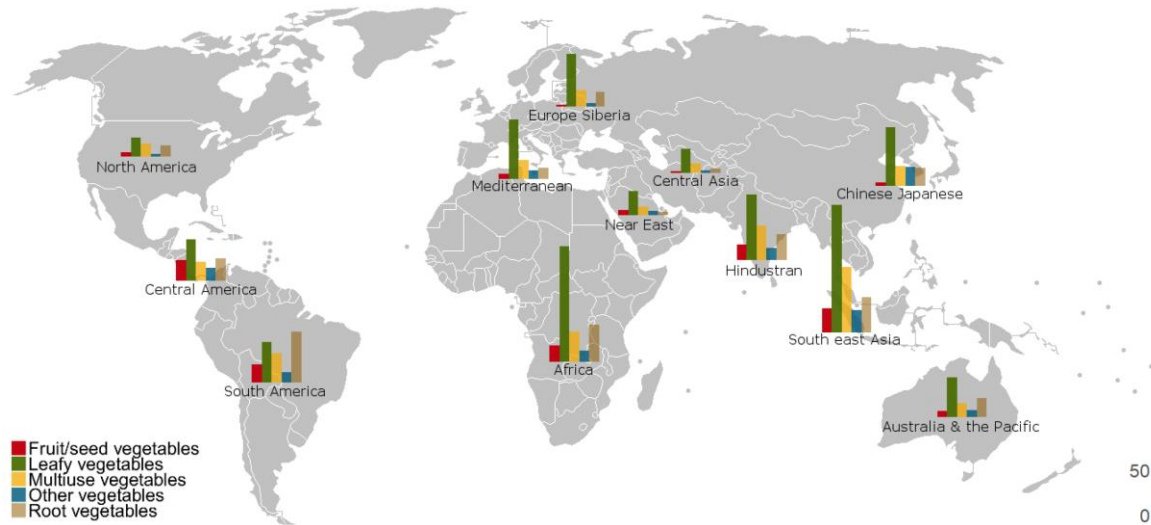 Europe Siberia
North America
Mediterranean
Central Asia
Chinese Japanese
Near East
Hindustran
Central America
South east Asia
Africa
South America
Australia & the Pacific
Fruit/seed vegetables
Leafy vegetables
Multiuse vegetables
Other vegetables
Root vegetables
50
0